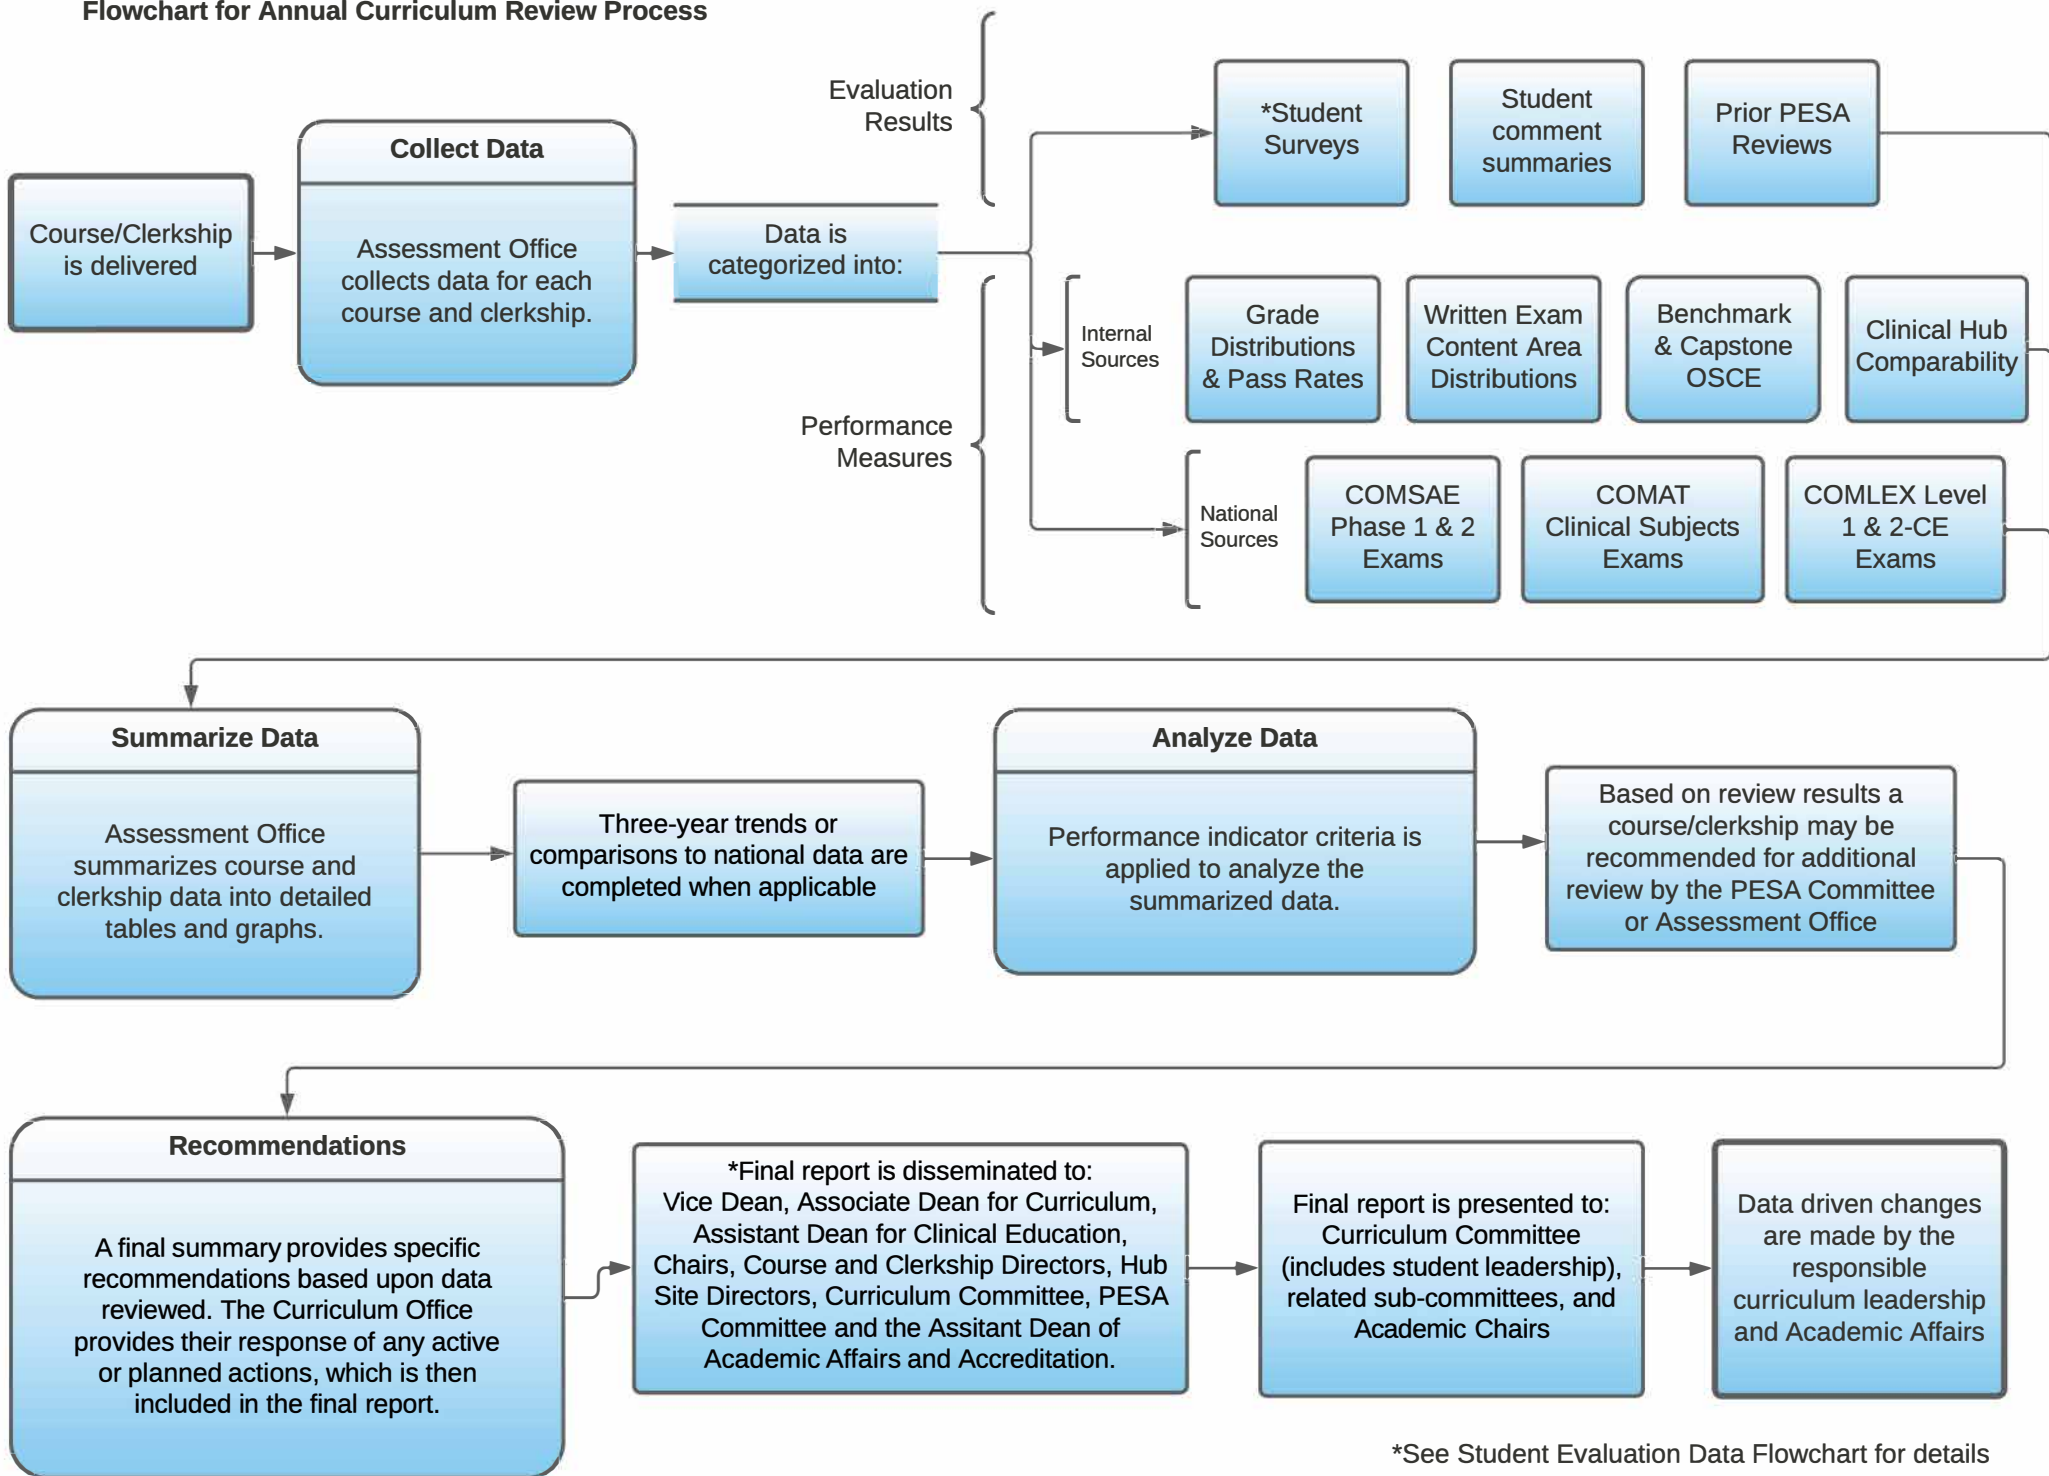 Flowchart for Annual Curriculum Review Process
Course/Clerkship
is delivered
Collect Data
Assessment Office
collects data for each
course and clerkship.
Data is
categorized into:
Evaluation
Results
*Student
Surveys
Student
comment
summaries
Prior PESA
Reviews
Performance
Measures
Internal
Sources
Grade
Distributions
& Pass Rates
Written Exam
Content Area
Distributions
Benchmark
& Capstone
OSCE
Clinical Hub
Comparability
National
Sources
COMSAE
Phase 1 & 2
Exams
COMAT
Clinical Subjects
Exams
COMLEX Level
1 & 2-CE
Exams
Summarize Data
Assessment Office
summarizes course and
clerkship data into detailed
tables and graphs.
Three-year trends or
comparisons to national data are
completed when applicable
Analyze Data
Performance indicator criteria is
applied to analyze the
summarized data.
Based on review results a
course/clerkship may be
recommended for additional
review by the PESA Committee
or Assessment Office
Recommendations
A final summary provides specific
recommendations based upon data
reviewed. The Curriculum Office
provides their response of any active
or planned actions, which is then
included in the final report.
*Final report is disseminated to:
Vice Dean, Associate Dean for Curriculum,
Assistant Dean for Clinical Education,
Chairs, Course and Clerkship Directors, Hub
Site Directors, Curriculum Committee, PESA
Committee and the Assitant Dean of
Academic Affairs and Accreditation.
Final report is presented to:
Curriculum Committee
(includes student leadership),
related sub-committees, and
Academic Chairs
Data driven changes
are made by the
responsible
curriculum leadership
and Academic Affairs
*See Student Evaluation Data Flowchart for details